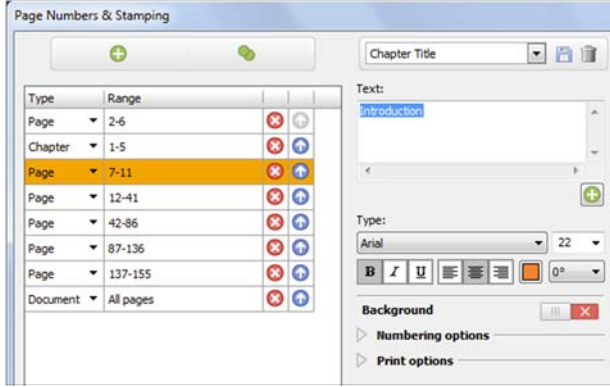 Page Numbers & Stamping
Chapter Title
Type Range
Page 2-6
Chapter 1-5
Page 7-11
Page 12-41
Page 42-86
Page 87-136
Page 137-155
Document All pages
Text:
Introduction
Type:
Arial 22
B I U 0°
Background
Numbering options
Print options